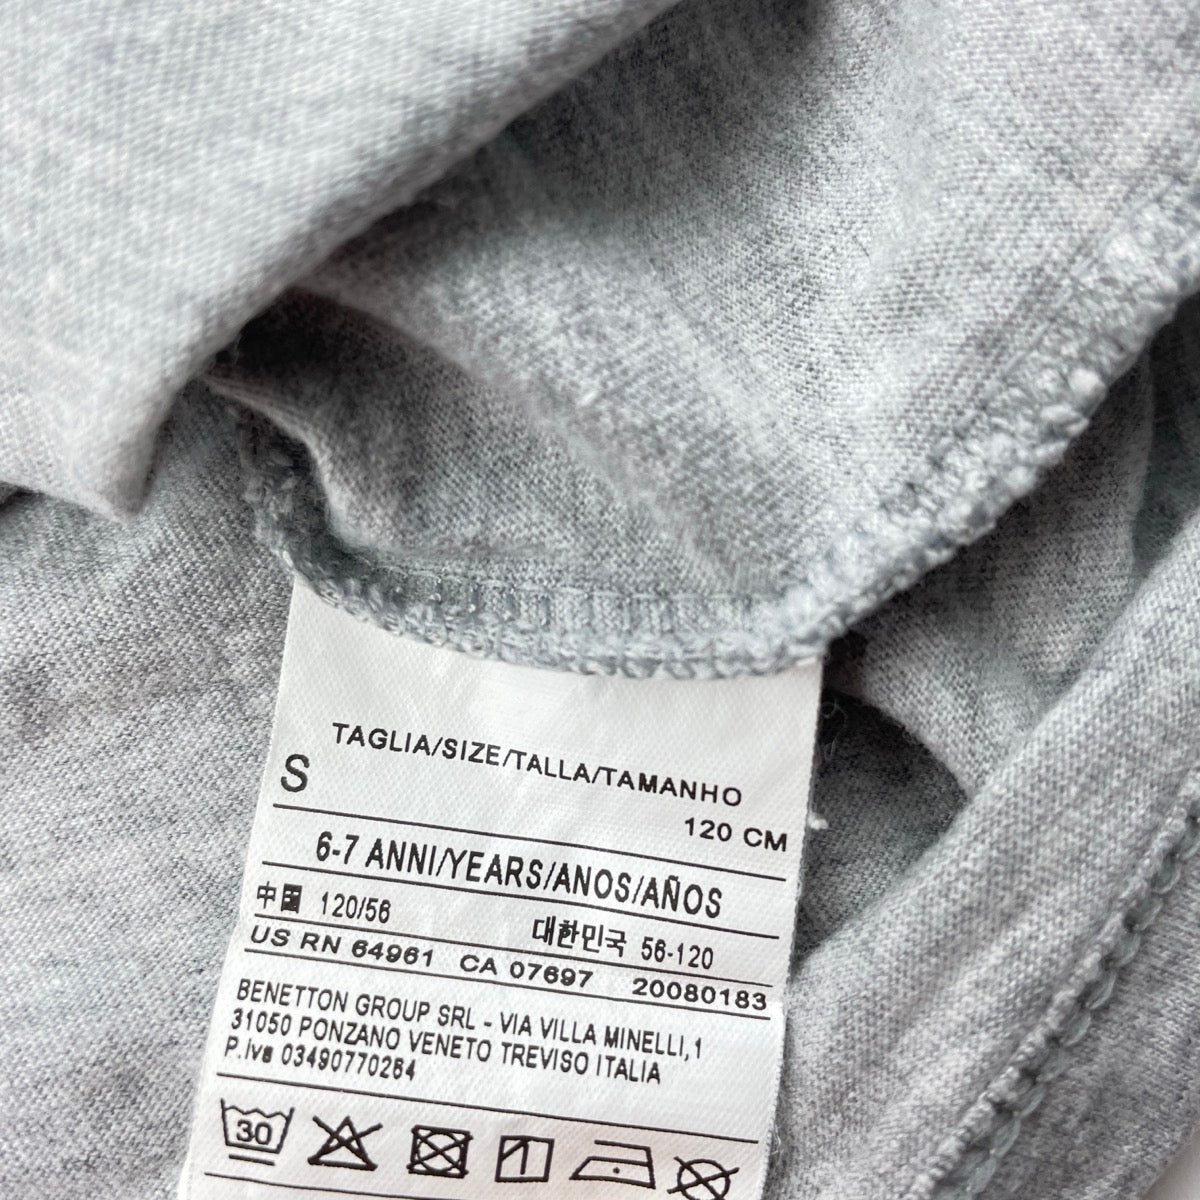 TAGLIA/SIZE/TALLA/TAMANHO
S
120 CM
6-7 ANNI/YEARS/ANOS/AÑOS
中國 120/56 대한민국 56-120
US RN 64961 CA 07697 20080183
BENETTON GROUP SRL - VIA VILLA MINELLI,1
31050 PONZANO VENETO TREVISO ITALIA
P.Iva 03490770264
30